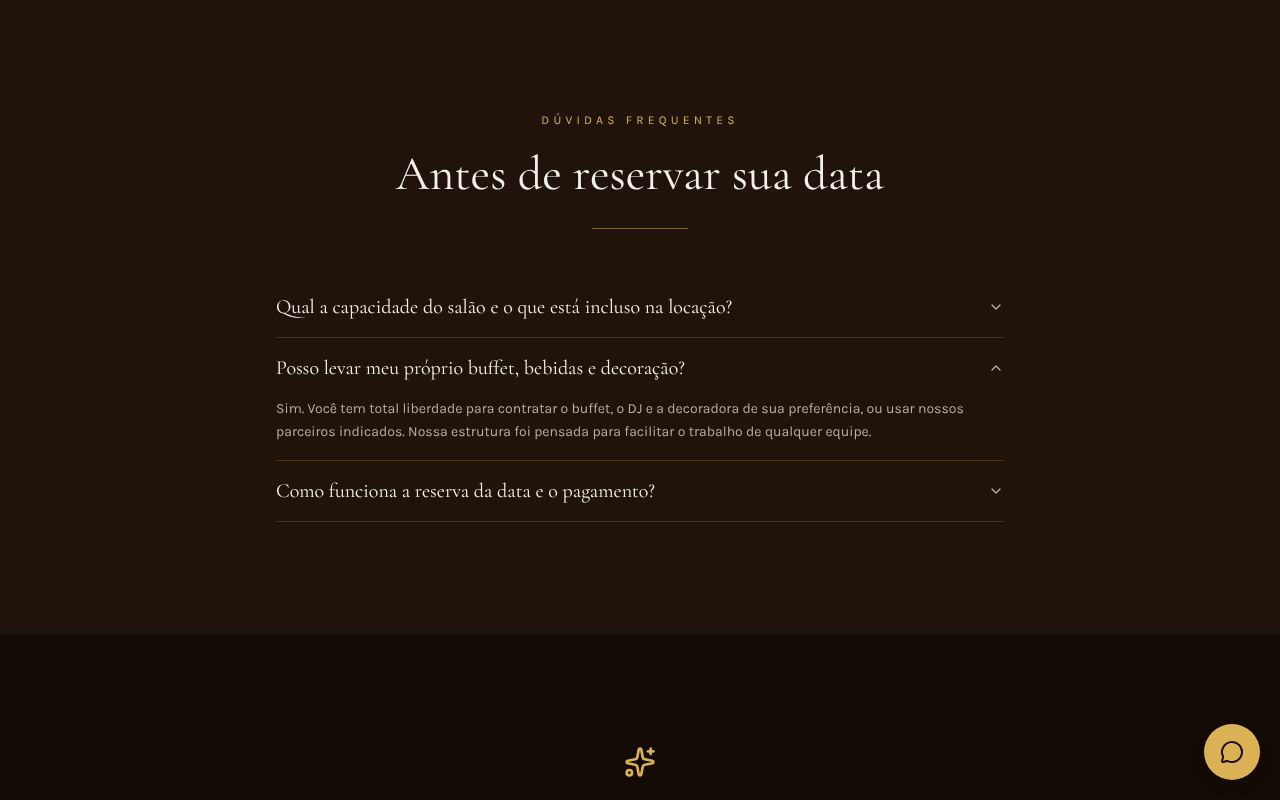 DÚVIDAS FREQUENTES
Antes de reservar sua data
Qual a capacidade do salão e o que está incluso na locação?
Posso levar meu próprio buffet, bebidas e decoração?
Sim. Você tem total liberdade para contratar o buffet, o DJ e a decoradora de sua preferência, ou usar nossos
parceiros indicados. Nossa estrutura foi pensada para facilitar o trabalho de qualquer equipe.
Como funciona a reserva da data e o pagamento?